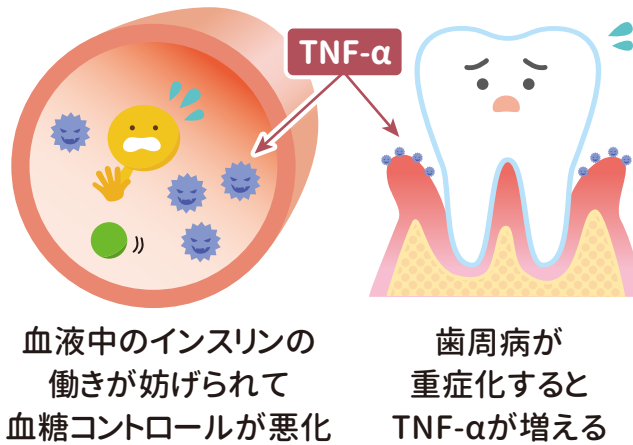 TNF-α
血液中のインスリンの
働きが妨げられて
血糖コントロールが悪化
歯周病が
重症化すると
TNF-αが増える